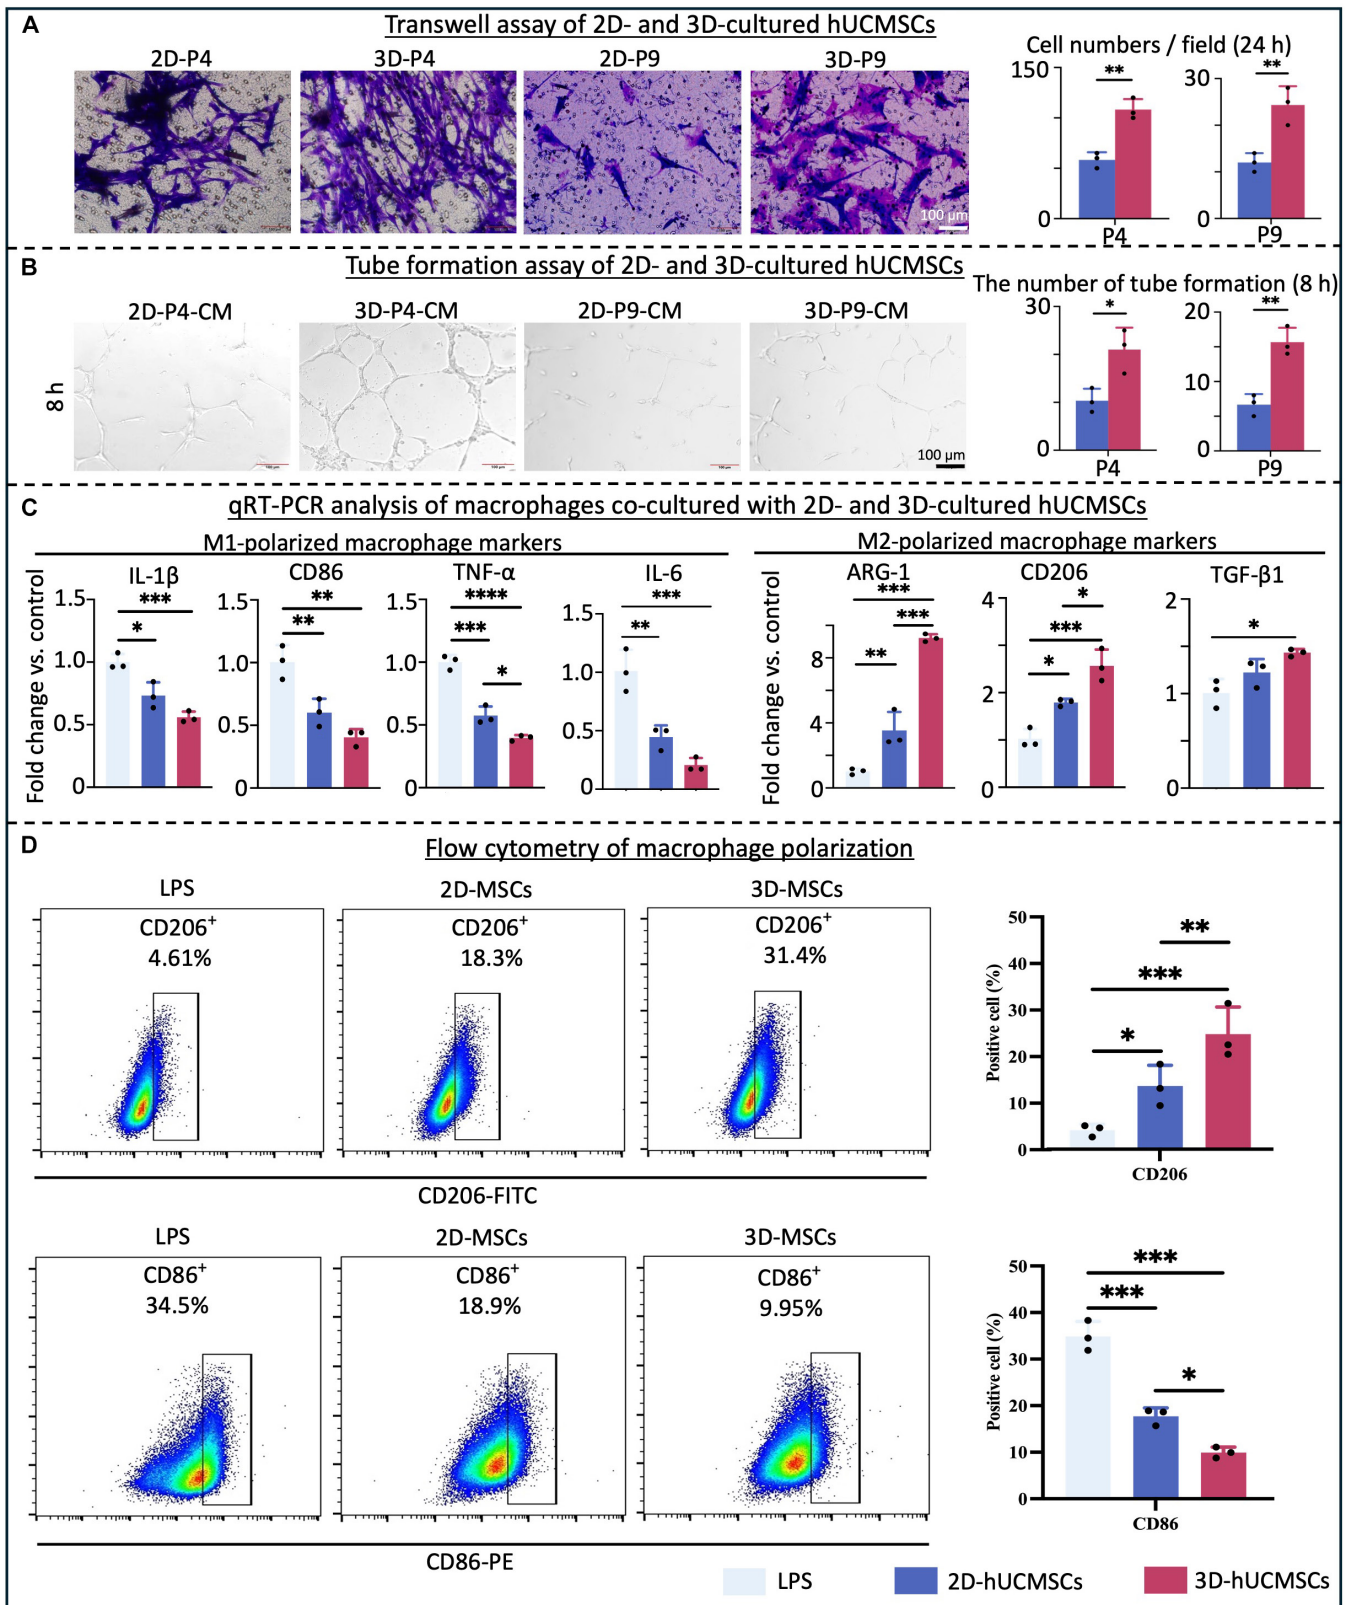 A
Transwell assay of 2D- and 3D-cultured hUCMSCs
2D-P4
3D-P4
2D-P9
3D-P9
100 μm
Cell numbers / field (24 h)
150
**
0
P4
30
**
0
P9
B
Tube formation assay of 2D- and 3D-cultured hUCMSCs
2D-P4-CM
3D-P4-CM
2D-P9-CM
3D-P9-CM
8 h
100 μm
100 μm
100 μm
100 μm
The number of tube formation (8 h)
30
*
0
P4
20
**
10
0
P9
C
qRT-PCR analysis of macrophages co-cultured with 2D- and 3D-cultured hUCMSCs
M1-polarized macrophage markers
M2-polarized macrophage markers
Fold change vs. control
IL-1β
1.5
***
*
1.0
0.5
0
CD86
1.5
**
**
1.0
0.5
0
TNF-α
1.5
****
***
*
1.0
0.5
0
IL-6
1.5
***
**
1.0
0.5
0
Fold change vs. control
ARG-1
***
***
**
8
4
0
CD206
4
*
***
*
2
0
TGF-β1
2
*
1
0
D
Flow cytometry of macrophage polarization
LPS
2D-MSCs
3D-MSCs
CD206+
4.61%
CD206+
18.3%
CD206+
31.4%
CD206-FITC
Positive cell (%)
50
40
30
20
10
0
**
***
*
CD206
LPS
2D-MSCs
3D-MSCs
CD86+
34.5%
CD86+
18.9%
CD86+
9.95%
CD86-PE
Positive cell (%)
50
40
30
20
10
0
***
***
*
CD86
LPS
2D-hUCMSCs
3D-hUCMSCs